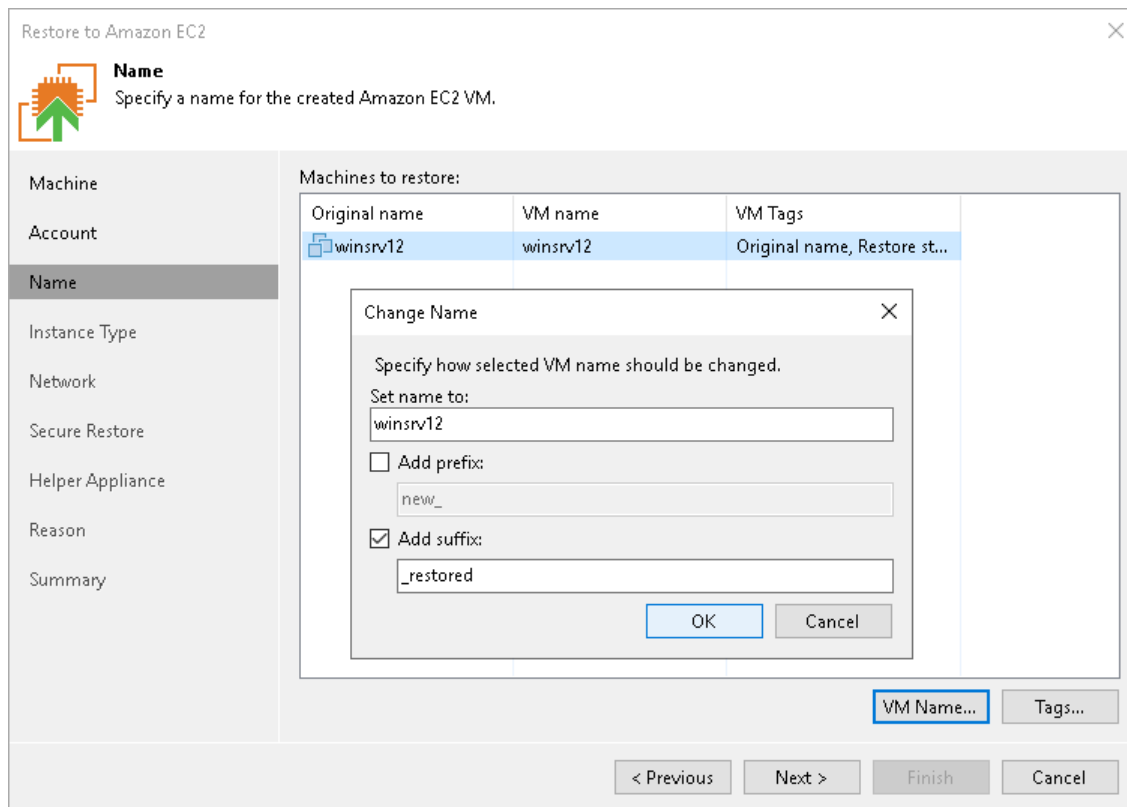 Restore to Amazon EC2
Name
Specify a name for the created Amazon EC2 VM.
Machine
Account
Name
Instance Type
Network
Secure Restore
Helper Appliance
Reason
Summary
Machines to restore:
Original name VM name VM Tags
winsrv12 winsrv12 Original name, Restore st...
Change Name
Specify how selected VM name should be changed.
Set name to:
winsrv12
Add prefix:
new_
Add suffix:
_restored
OK Cancel
VM Name... Tags...
< Previous Next > Finish Cancel